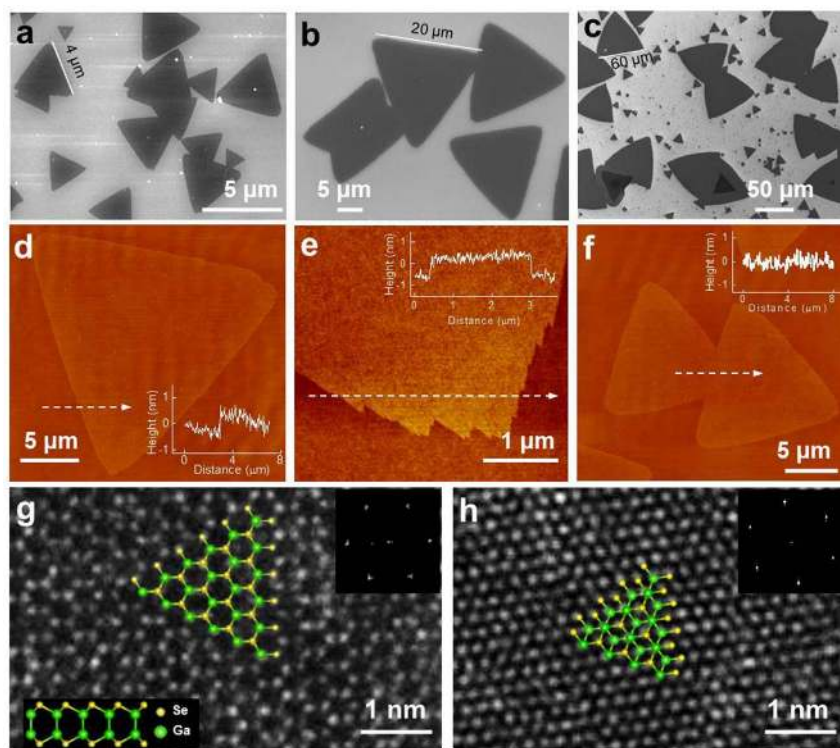 a
4 μm
5 μm
b
20 μm
5 μm
c
60 μm
50 μm
d
5 μm
Height (nm)
1
0
-1
0 4 8
Distance (μm)
e
Height (nm)
1
0
-1
0 1 2 3
Distance (μm)
1 μm
f
Height (nm)
1
0
-1
0 4 8
Distance (μm)
5 μm
g
Se
Ga
1 nm
h
1 nm